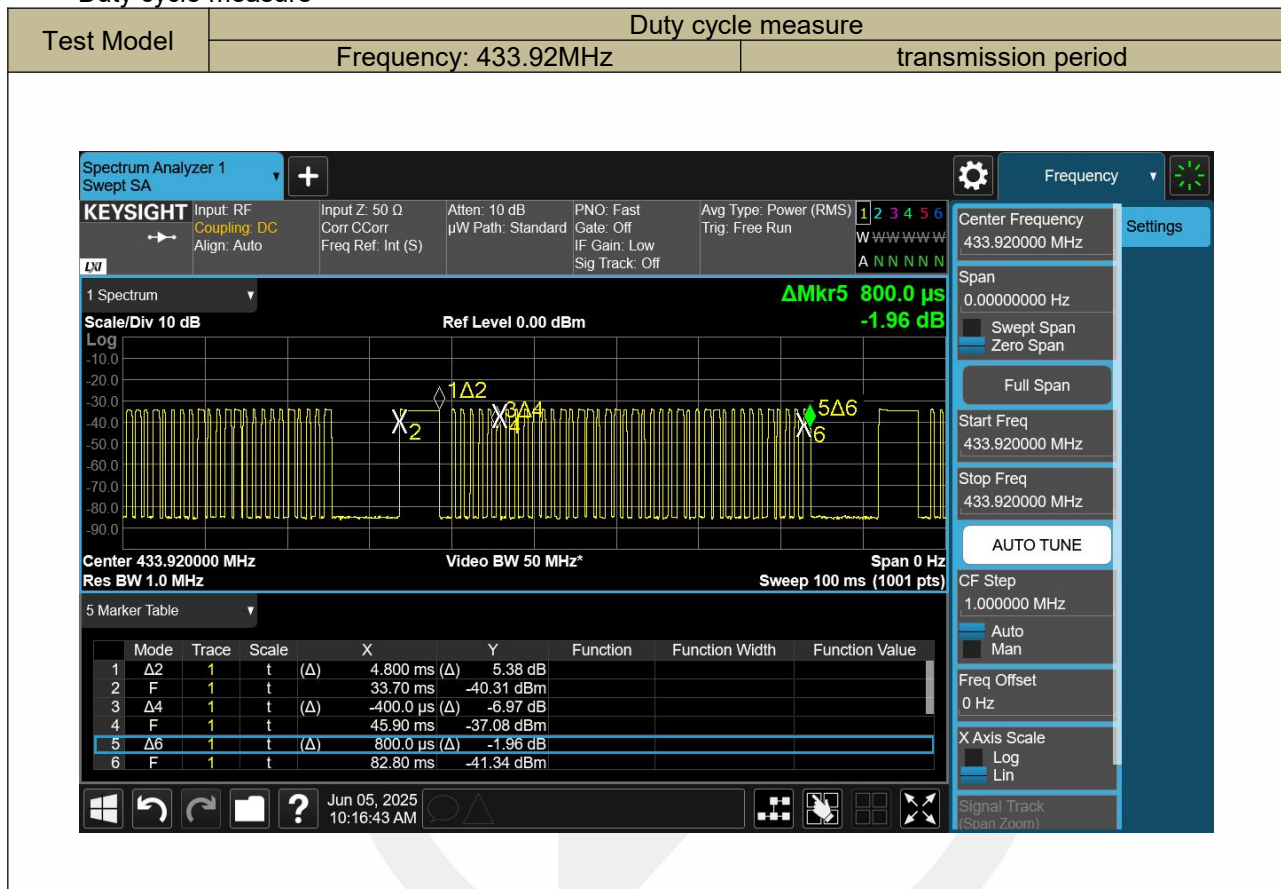 Duty cycle measure
Test Model
Duty cycle measure
Frequency: 433.92MHz
transmission period
Spectrum Analyzer 1
Swept SA
+
Frequency
KEYSIGHT
LXI
Input: RF
Coupling: DC
Align: Auto
Input Z: 50 Ω
Corr CCorr
Freq Ref: Int (S)
Atten: 10 dB
µW Path: Standard
PNO: Fast
Gate: Off
IF Gain: Low
Sig Track: Off
Avg Type: Power (RMS)
Trig: Free Run
1 2 3 4 5 6
W W W W W W
A N N N N N
1 Spectrum
ΔMkr5 800.0 µs
-1.96 dB
Scale/Div 10 dB
Ref Level 0.00 dBm
Log
-10.0
-20.0
-30.0
-40.0
-50.0
-60.0
-70.0
-80.0
-90.0
1Δ2
2
3Δ4
4
5Δ6
6
Center 433.920000 MHz
Video BW 50 MHz*
Span 0 Hz
Res BW 1.0 MHz
Sweep 100 ms (1001 pts)
5 Marker Table
Mode Trace Scale X Y Function Function Width Function Value
1 Δ2 1 t (Δ) 4.800 ms (Δ) 5.38 dB
2 F 1 t 33.70 ms -40.31 dBm
3 Δ4 1 t (Δ) -400.0 µs (Δ) -6.97 dB
4 F 1 t 45.90 ms -37.08 dBm
5 Δ6 1 t (Δ) 800.0 µs (Δ) -1.96 dB
6 F 1 t 82.80 ms -41.34 dBm
?
Jun 05, 2025
10:16:43 AM
Center Frequency
433.920000 MHz
Settings
Span
0.00000000 Hz
Swept Span
Zero Span
Full Span
Start Freq
433.920000 MHz
Stop Freq
433.920000 MHz
AUTO TUNE
CF Step
1.000000 MHz
Auto
Man
Freq Offset
0 Hz
X Axis Scale
Log
Lin
Signal Track
(Span Zoom)